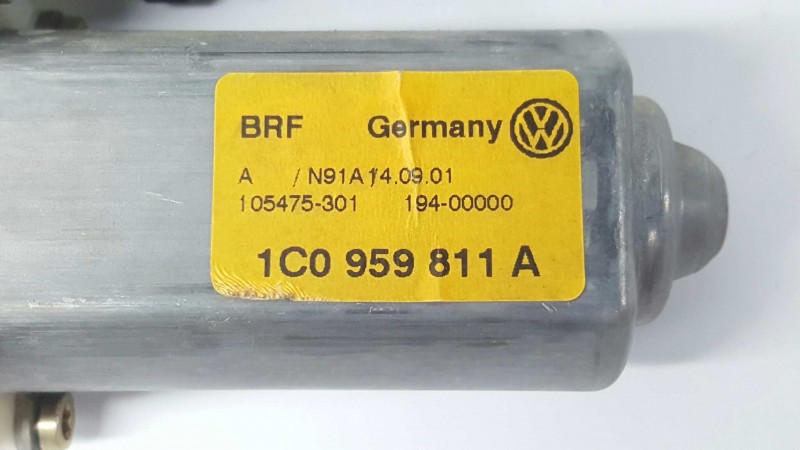 BRF Germany VW
A / N91A 14.09.01
105475-301 194-00000
1C0 959 811 A